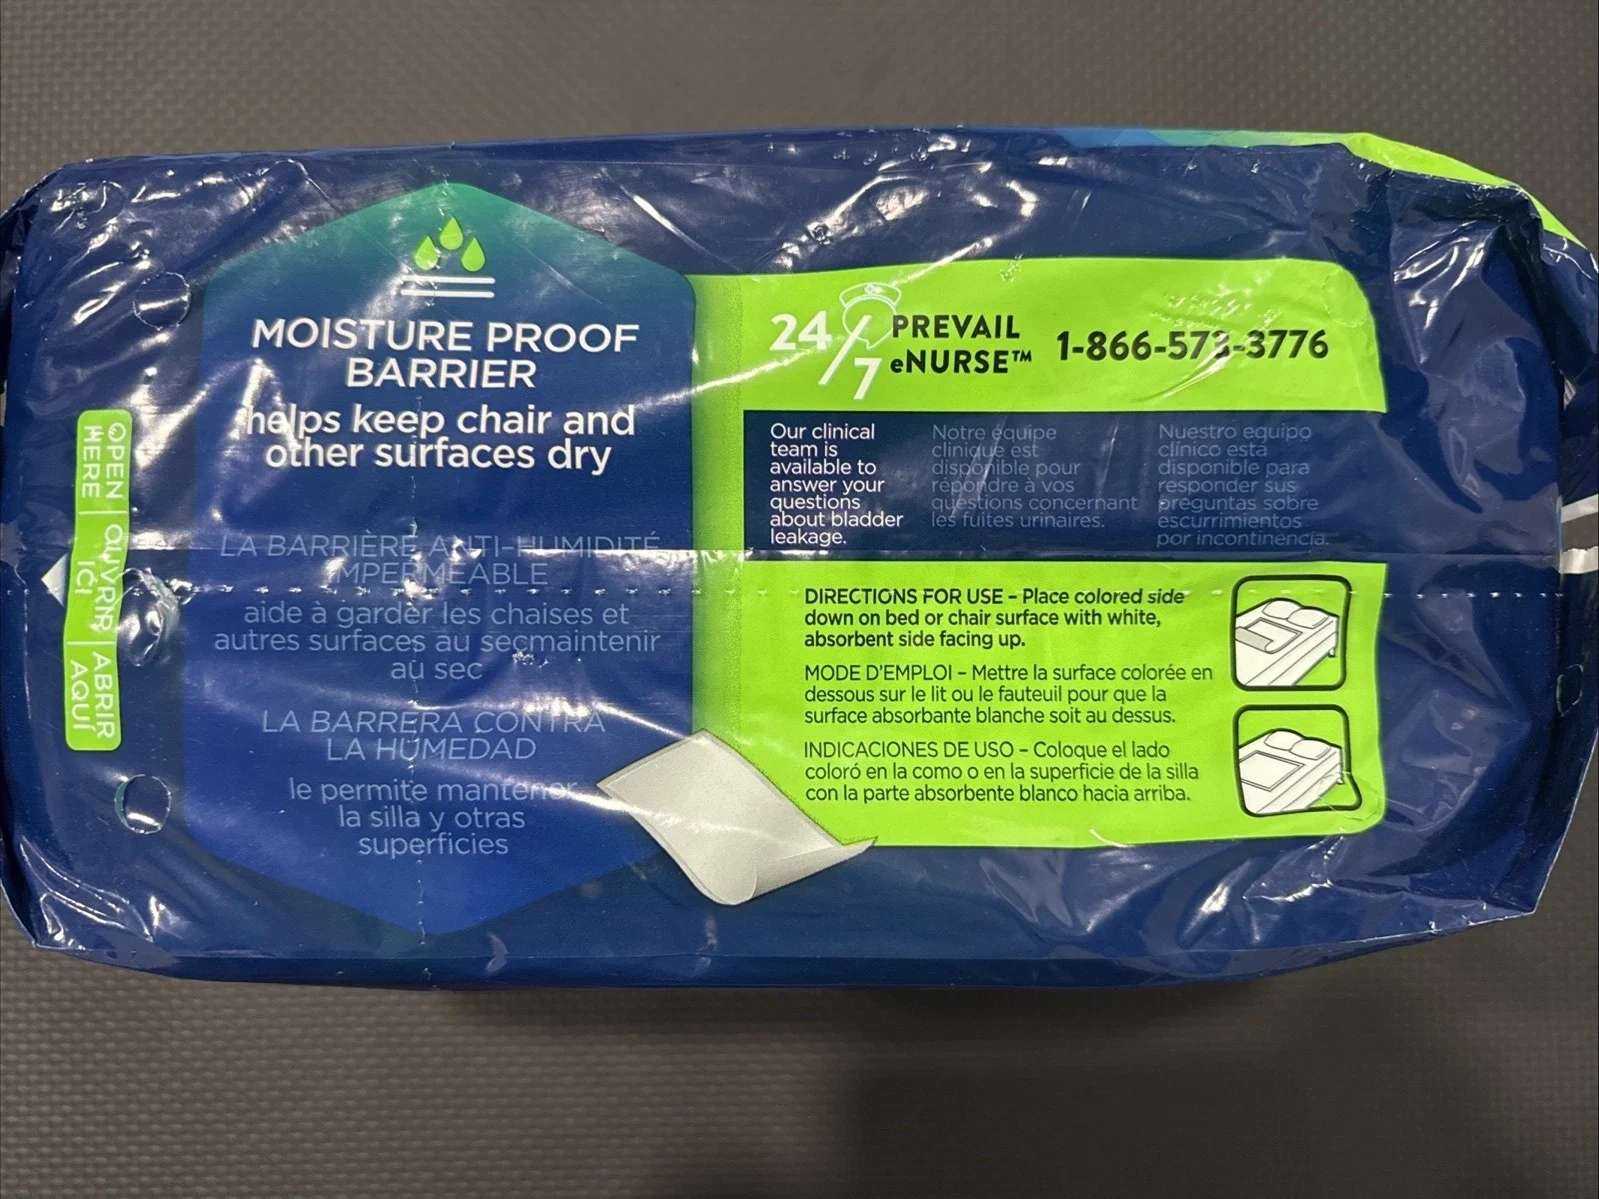 MOISTURE PROOF
BARRIER
helps keep chair and
other surfaces dry
LA BARRIÈRE ANTI-HUMIDITÉ
IMPERMÉABLE
aide à garder les chaises et
autres surfaces au secmaintenir
au sec
LA BARRERA CONTRA
LA HÚMEDAD
le permite mantener
la silla y otras
superficies
OPEN
HERE
OUVRIR
ICI
ABRIR
AQUÍ
24/7
PREVAIL
eNURSE™
1-866-573-3776
Our clinical
team is
available to
answer your
questions
about bladder
leakage.
Notre équipe
clinique est
disponible pour
répondre à vos
questions concernant
les fuites urinaires.
Nuestro equipo
clínico está
disponible para
responder sus
preguntas sobre
escurrimientos
por incontinencia.
DIRECTIONS FOR USE – Place colored side
down on bed or chair surface with white,
absorbent side facing up.
MODE D'EMPLOI – Mettre la surface colorée en
dessous sur le lit ou le fauteuil pour que la
surface absorbante blanche soit au dessus.
INDICACIONES DE USO – Coloque el lado
coloró en la como o en la superficie de la silla
con la parte absorbente blanco hacia arriba.